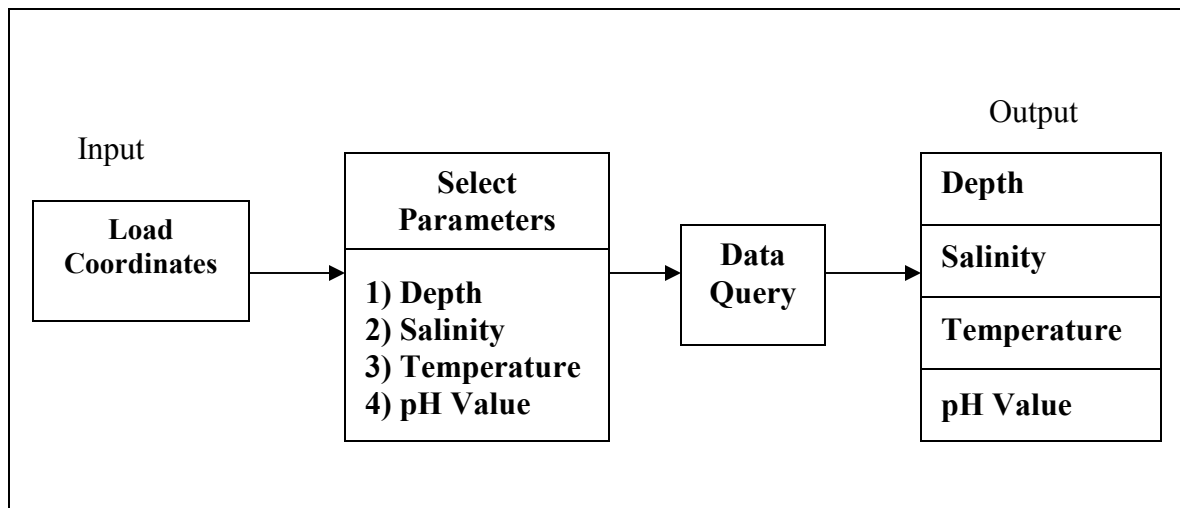 Input
Load
Coordinates
Select
Parameters
1) Depth
2) Salinity
3) Temperature
4) pH Value
Data
Query
Output
Depth
Salinity
Temperature
pH Value